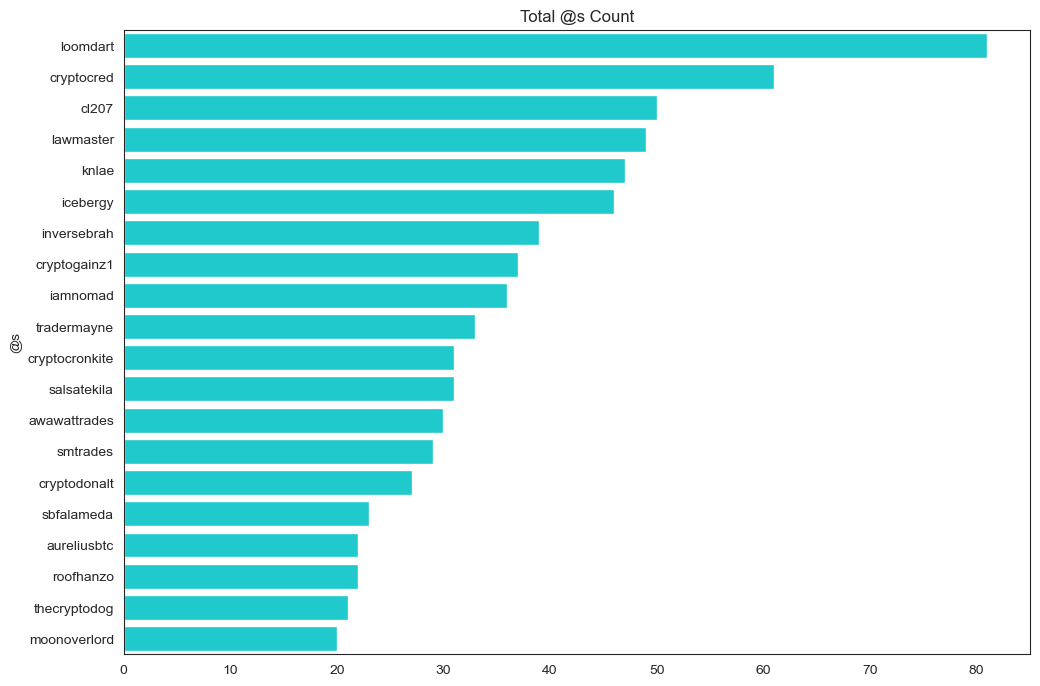 Total @s Count
loomdart
cryptocred
cl207
lawmaster
knlae
icebergy
inversebrah
cryptogainz1
iamnomad
tradermayne
@s
cryptocronkite
salsatekila
awawattrades
smtrades
cryptodonalt
sbfalameda
aureliusbtc
roofhanzo
thecryptodog
moonoverlord
0 10 20 30 40 50 60 70 80